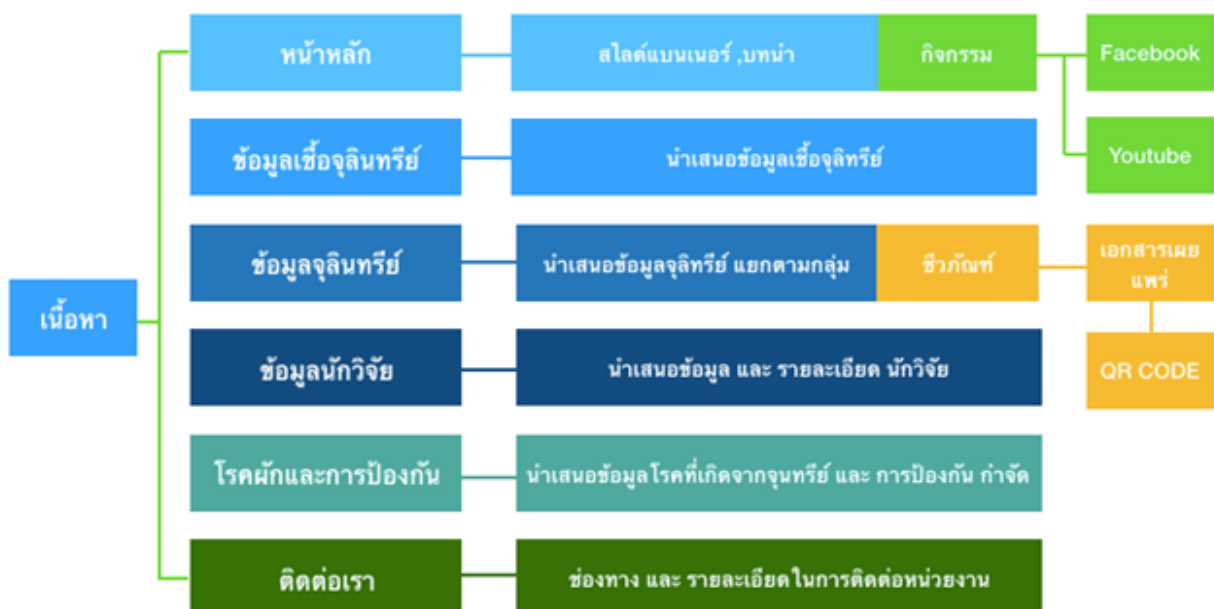 หน้าหลัก
สไลด์แบนเนอร์ ,บทนำ
กิจกรรม
Facebook
ข้อมูลเชื้อจุลินทรีย์
นำเสนอข้อมูลเชื้อจุลิทรีย์
Youtube
ข้อมูลจุลินทรีย์
นำเสนอข้อมูลจุลิทรีย์ แยกตามกลุ่ม
ชีวภัณฑ์
เอกสารเผย
แพร่
เนื้อหา
ข้อมูลนักวิจัย
นำเสนอข้อมูล และ รายละเอียด นักวิจัย
QR CODE
โรคผักและการป้องกัน
นำเสนอข้อมูลโรคที่เกิดจากจุนทรีย์ และ การป้องกัน กำจัด
ติดต่อเรา
ช่องทาง และ รายละเอียดในการติดต่อหน่วยงาน